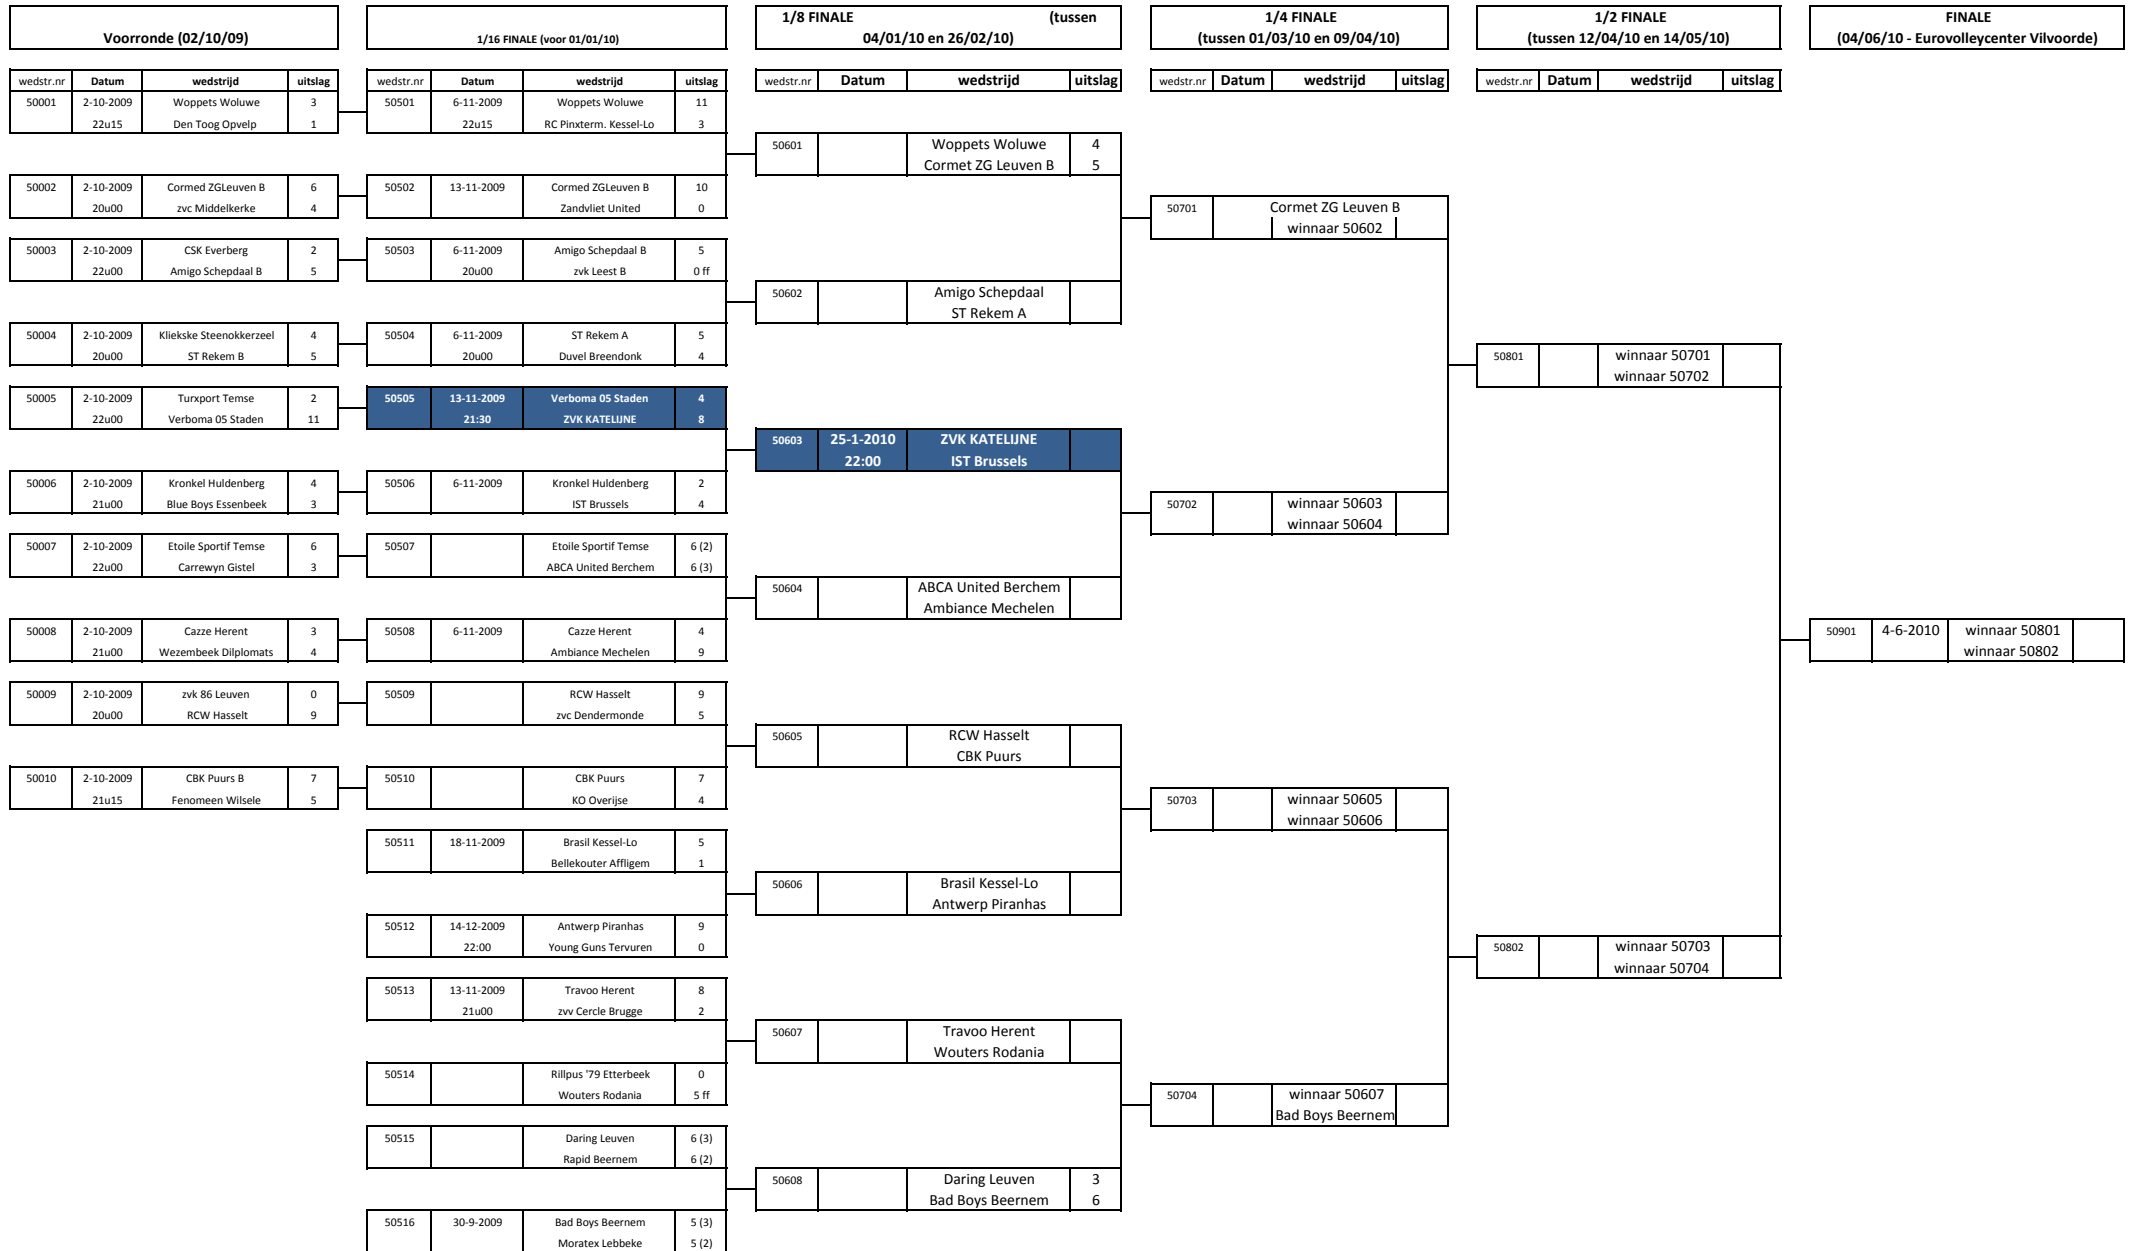 Voorronde (02/10/09)
wedstr.nr Datum wedstrijd uitslag
50001 2-10-2009 Woppets Woluwe 3
22u15 Den Toog Opvelp 1
50002 2-10-2009 Cormed ZGLeuven B 6
20u00 zvc Middelkerke 4
50003 2-10-2009 CSK Everberg 2
22u00 Amigo Schepdaal B 5
50004 2-10-2009 Kliekske Steenokkerzeel 4
20u00 ST Rekem B 5
50005 2-10-2009 Turxport Temse 2
22u00 Verboma 05 Staden 11
50006 2-10-2009 Kronkel Huldenberg 4
21u00 Blue Boys Essenbeek 3
50007 2-10-2009 Etoile Sportif Temse 6
22u00 Carrewyn Gistel 3
50008 2-10-2009 Cazze Herent 3
21u00 Wezembeek Dilplomats 4
50009 2-10-2009 zvk 86 Leuven 0
20u00 RCW Hasselt 9
50010 2-10-2009 CBK Puurs B 7
21u15 Fenomeen Wilsele 5
1/16 FINALE (voor 01/01/10)
wedstr.nr Datum wedstrijd uitslag
50501 6-11-2009 Woppets Woluwe 11
22u15 RC Pinxterm. Kessel-Lo 3
50502 13-11-2009 Cormed ZGLeuven B 10
Zandvliet United 0
50503 6-11-2009 Amigo Schepdaal B 5
20u00 zvk Leest B 0 ff
50504 6-11-2009 ST Rekem A 5
20u00 Duvel Breendonk 4
50505 13-11-2009 Verboma 05 Staden 4
21:30 ZVK KATELIJNE 8
50506 6-11-2009 Kronkel Huldenberg 2
IST Brussels 4
50507 Etoile Sportif Temse 6 (2)
ABCA United Berchem 6 (3)
50508 6-11-2009 Cazze Herent 4
Ambiance Mechelen 9
50509 RCW Hasselt 9
zvc Dendermonde 5
50510 CBK Puurs 7
KO Overijse 4
50511 18-11-2009 Brasil Kessel-Lo 5
Bellekouter Affligem 1
50512 14-12-2009 Antwerp Piranhas 9
22:00 Young Guns Tervuren 0
50513 13-11-2009 Travoo Herent 8
21u00 zvv Cercle Brugge 2
50514 Rillpus '79 Etterbeek 0
Wouters Rodania 5 ff
50515 Daring Leuven 6 (3)
Rapid Beernem 6 (2)
50516 30-9-2009 Bad Boys Beernem 5 (3)
Moratex Lebbeke 5 (2)
1/8 FINALE (tussen
04/01/10 en 26/02/10)
wedstr.nr Datum wedstrijd uitslag
50601 Woppets Woluwe 4
Cormet ZG Leuven B 5
50602 Amigo Schepdaal
ST Rekem A
50603 25-1-2010 ZVK KATELIJNE
22:00 IST Brussels
50604 ABCA United Berchem
Ambiance Mechelen
50605 RCW Hasselt
CBK Puurs
50606 Brasil Kessel-Lo
Antwerp Piranhas
50607 Travoo Herent
Wouters Rodania
50608 Daring Leuven 3
Bad Boys Beernem 6
1/4 FINALE
(tussen 01/03/10 en 09/04/10)
wedstr.nr Datum wedstrijd uitslag
50701 Cormet ZG Leuven B
winnaar 50602
50702 winnaar 50603
winnaar 50604
50703 winnaar 50605
winnaar 50606
50704 winnaar 50607
Bad Boys Beernem
1/2 FINALE
(tussen 12/04/10 en 14/05/10)
wedstr.nr Datum wedstrijd uitslag
50801 winnaar 50701
winnaar 50702
50802 winnaar 50703
winnaar 50704
FINALE
(04/06/10 - Eurovolleycenter Vilvoorde)
50901 4-6-2010 winnaar 50801
winnaar 50802